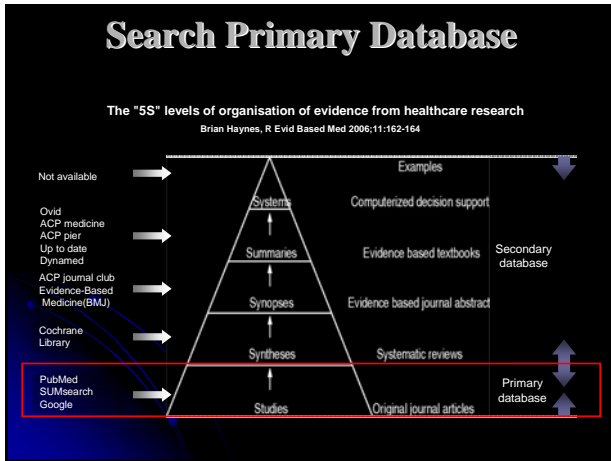 Search Primary Database
The "5S" levels of organisation of evidence from healthcare research
Brian Haynes, R Evid Based Med 2006;11:162-164
Examples
Not available
Systems
Computerized decision support
Ovid
ACP medicine
ACP pier
Up to date
Dynamed
Summaries
Evidence based textbooks
Secondary
database
ACP journal club
Evidence-Based
Medicine(BMJ)
Synopses
Evidence based journal abstract
Cochrane
Library
Syntheses
Systematic reviews
PubMed
SUMsearch
Google
Studies
Original journal articles
Primary
database